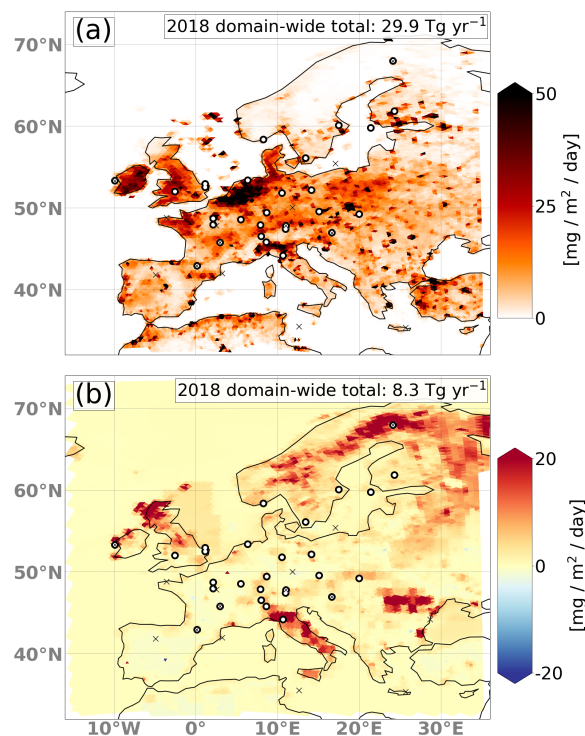 (a)
2018 domain-wide total: 29.9 Tg yr⁻¹
70°N
60°N
50°N
40°N
50
25
0
[mg / m² / day]
(b)
2018 domain-wide total: 8.3 Tg yr⁻¹
70°N
60°N
50°N
40°N
20
10
0
-10
-20
[mg / m² / day]
10°W
0°
10°E
20°E
30°E